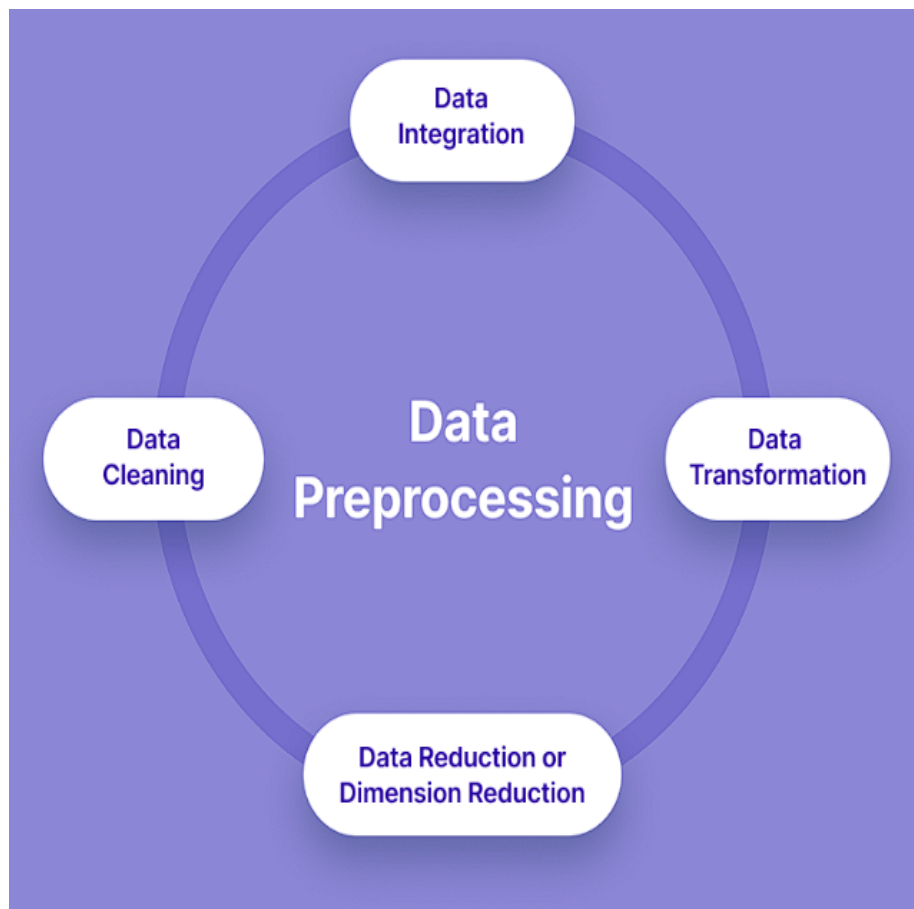 Data
Integration
Data
Cleaning
Data
Preprocessing
Data
Transformation
Data Reduction or
Dimension Reduction